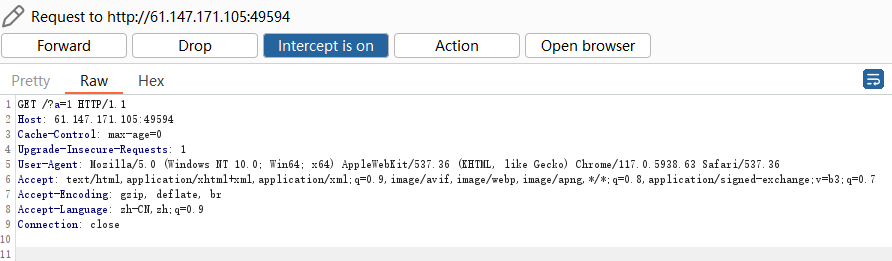 Request to http://61.147.171.105:49594
Forward Drop Intercept is on Action Open browser
Pretty Raw Hex
1 GET /?a=1 HTTP/1.1
2 Host: 61.147.171.105:49594
3 Cache-Control: max-age=0
4 Upgrade-Insecure-Requests: 1
5 User-Agent: Mozilla/5.0 (Windows NT 10.0; Win64; x64) AppleWebKit/537.36 (KHTML, like Gecko) Chrome/117.0.5938.63 Safari/537.36
6 Accept: text/html,application/xhtml+xml,application/xml;q=0.9,image/avif,image/webp,image/apng,*/*;q=0.8,application/signed-exchange;v=b3;q=0.7
7 Accept-Encoding: gzip, deflate, br
8 Accept-Language: zh-CN,zh;q=0.9
9 Connection: close
10
11